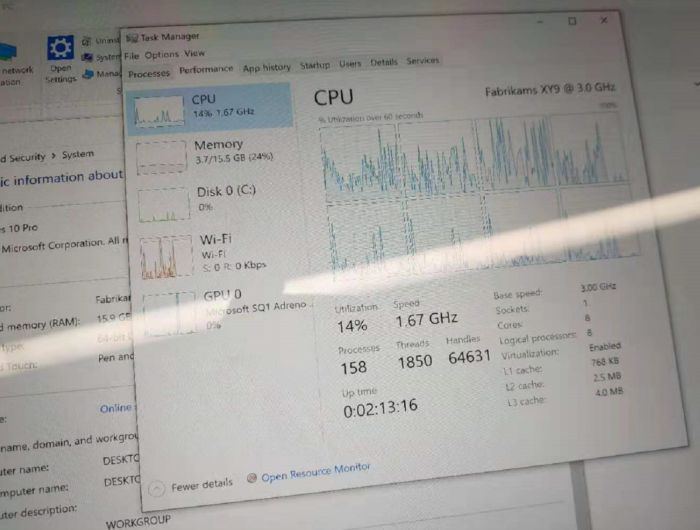 PC
network
ation
Open
Settings
Uninst
System
Mana
d Security > System
ic information about
dition
s 10 Pro
Microsoft Corporation. All r
or:
Fabrikar
d memory (RAM):
15.9 GB
type:
64-bit
Touch:
Pen and
Online
e:
name, domain, and workgrou
uter name:
DESKTO
mputer name:
DESKTO
uter description:
WORKGROUP
Task Manager
File Options View
Processes Performance App history Startup Users Details Services
CPU
14% 1.67 GHz
Memory
3.7/15.5 GB (24%)
Disk 0 (C:)
0%
Wi-Fi
Wi-Fi
S: 0 R: 0 Kbps
GPU 0
Microsoft SQ1 Adreno ...
0%
CPU
Fabrikams XY9 @ 3.0 GHz
% Utilization over 60 seconds
100%
Utilization
Speed
14%
1.67 GHz
Processes
Threads
Handles
158
1850
64631
Up time
0:02:13:16
Base speed: 3.00 GHz
Sockets: 1
Cores: 8
Logical processors: 8
Virtualization: Enabled
L1 cache: 768 KB
L2 cache: 2.5 MB
L3 cache: 4.0 MB
Fewer details
Open Resource Monitor